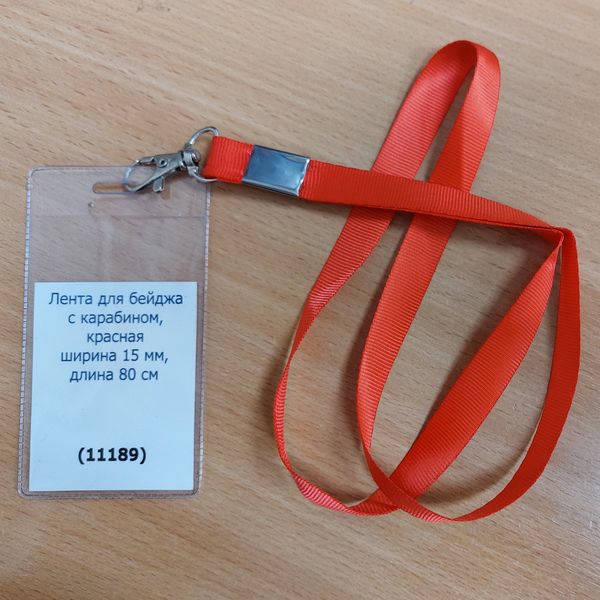 Лента для бейджа
с карабином,
красная
ширина 15 мм,
длина 80 см
(11189)